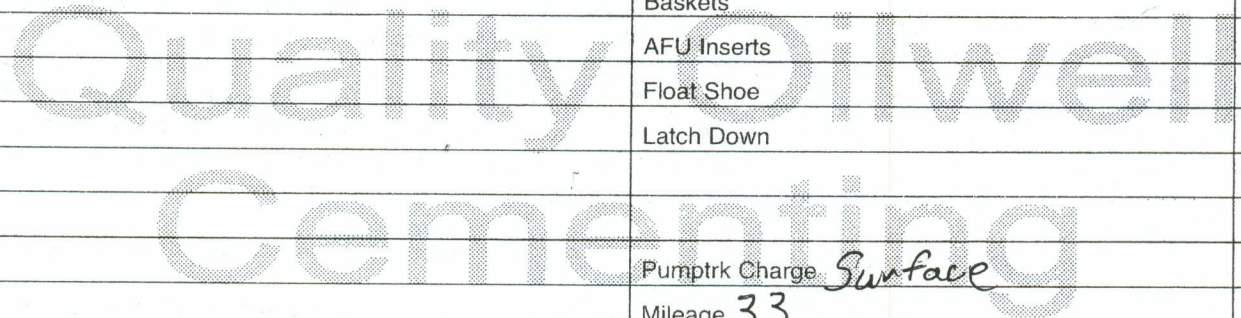 Baskets
AFU Inserts
Float Shoe
Latch Down
Quality Oilwell
Cementing
Pumptrk Charge Surface
Mileage 33